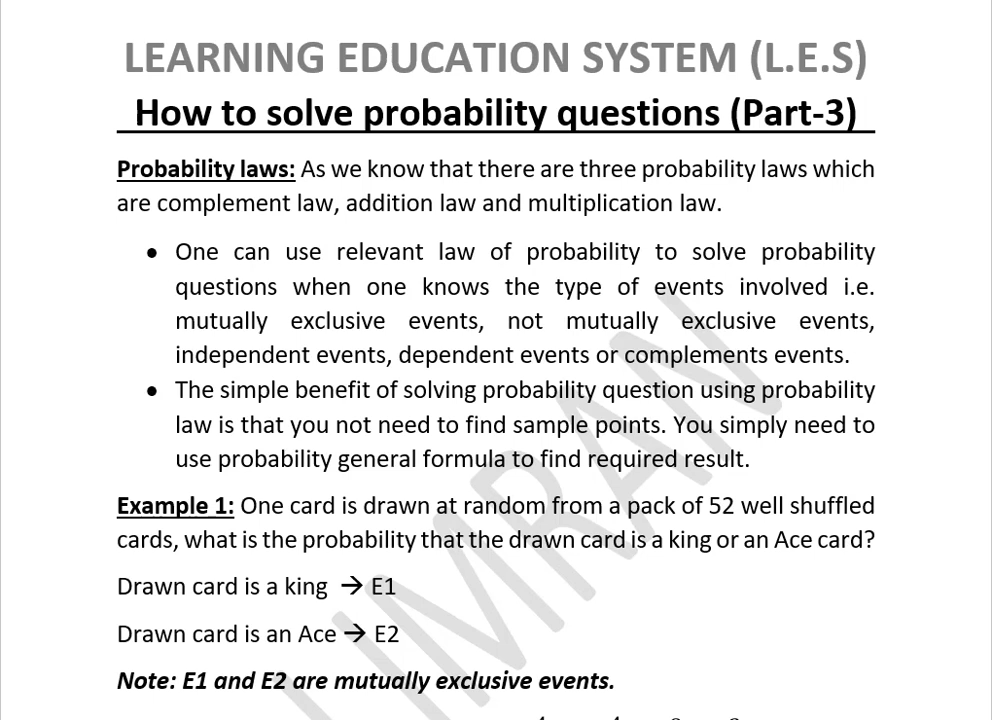 LEARNING EDUCATION SYSTEM (L.E.S)
How to solve probability questions (Part-3)
Probability laws: As we know that there are three probability laws which
are complement law, addition law and multiplication law.
• One can use relevant law of probability to solve probability
questions when one knows the type of events involved i.e.
mutually exclusive events, not mutually exclusive events,
independent events, dependent events or complements events.
• The simple benefit of solving probability question using probability
law is that you not need to find sample points. You simply need to
use probability general formula to find required result.
Example 1: One card is drawn at random from a pack of 52 well shuffled
cards, what is the probability that the drawn card is a king or an Ace card?
Drawn card is a king → E1
Drawn card is an Ace → E2
Note: E1 and E2 are mutually exclusive events.
IMRAN